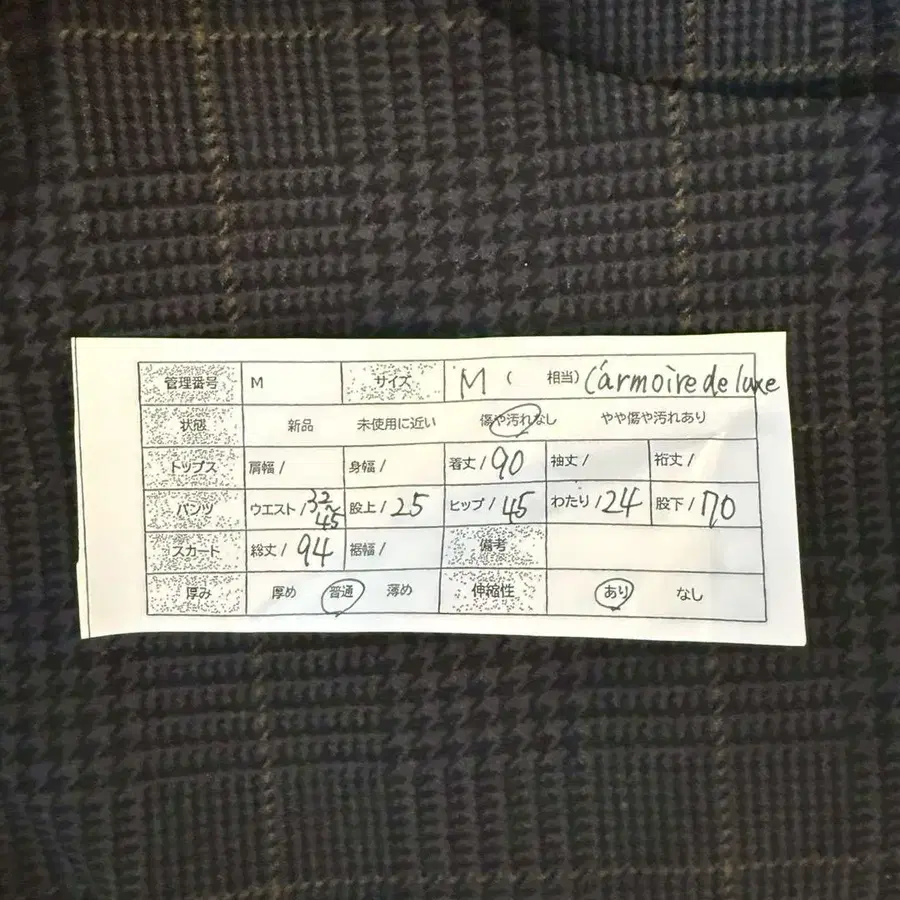 管理番号 M サイズ M ( 相当) L'armoire de luxe
状態 新品 未使用に近い 傷や汚れなし やや傷や汚れあり
トップス 肩幅 / 身幅 / 着丈 / 90 袖丈 / 裄丈 /
パンツ ウエスト / 32~45 股上 / 25 ヒップ / 45 わたり / 24 股下 / 70
スカート 総丈 / 94 裾幅 / 備考
厚み 厚め 普通 薄め 伸縮性 あり なし